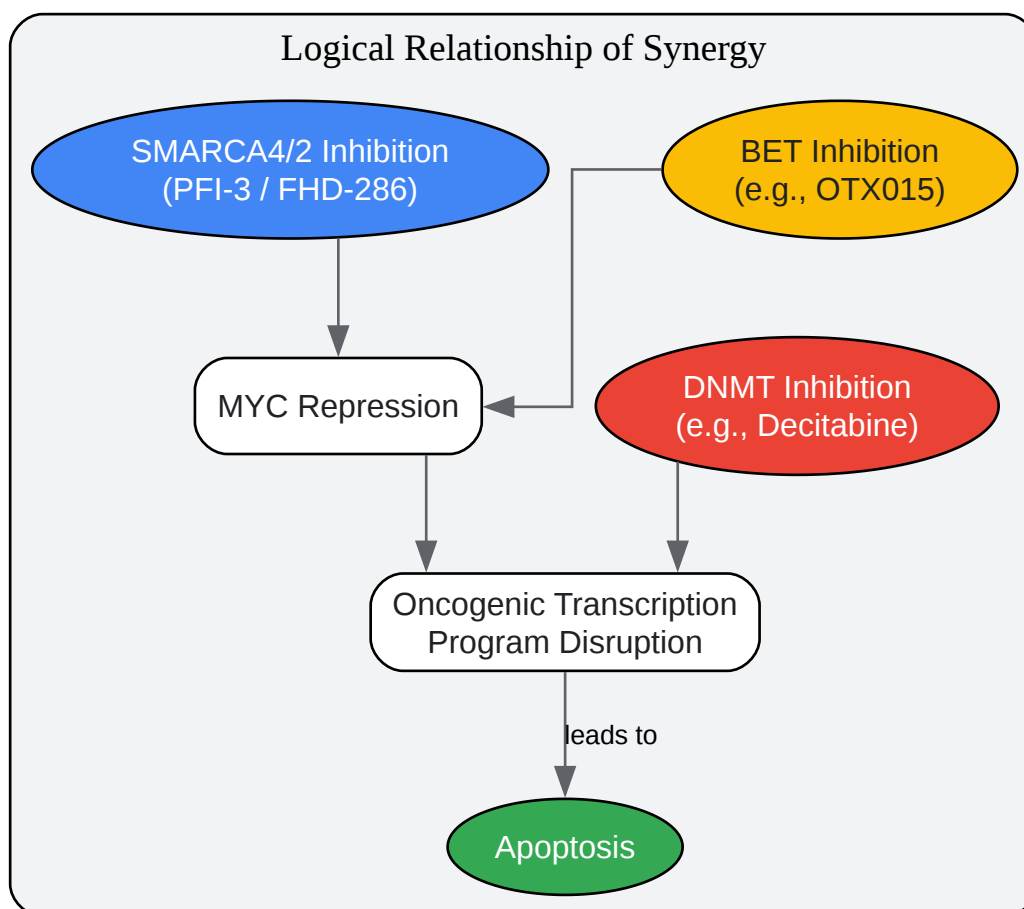 Logical Relationship of Synergy
SMARCA4/2 Inhibition
(PFI-3 / FHD-286)
BET Inhibition
(e.g., OTX015)
MYC Repression
DNMT Inhibition
(e.g., Decitabine)
Oncogenic Transcription
Program Disruption
leads to
Apoptosis